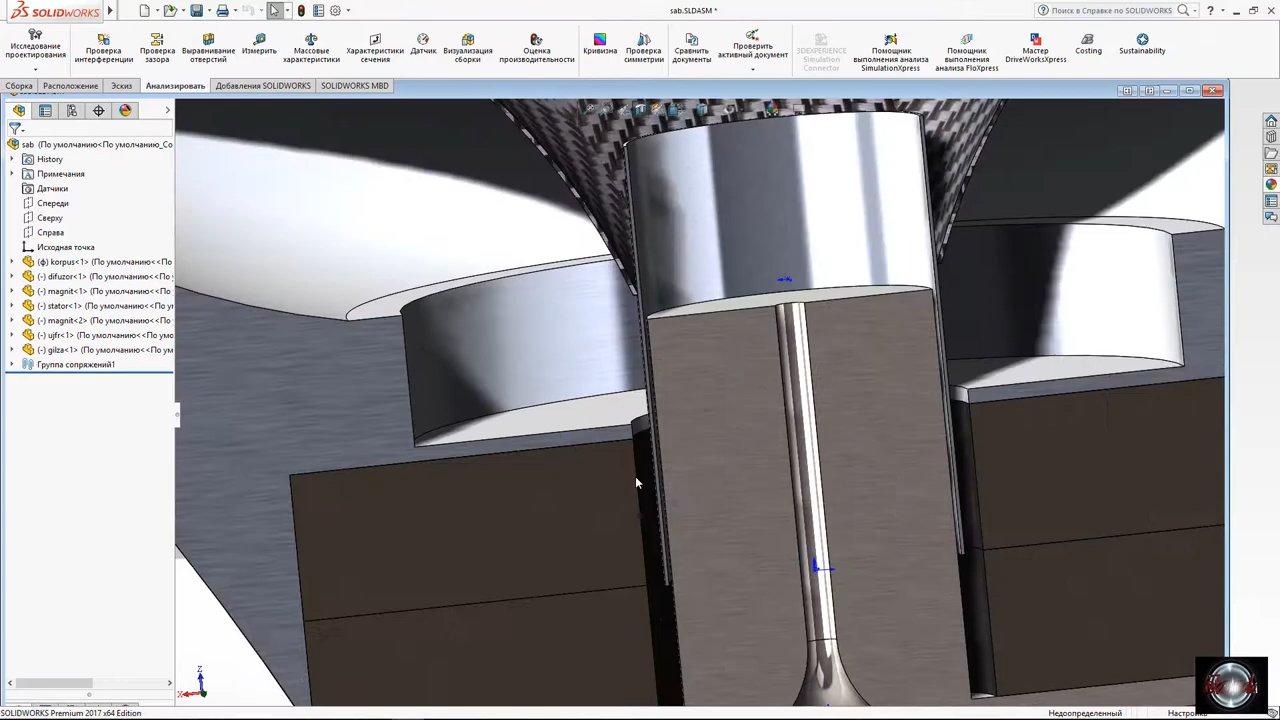 SOLIDWORKS
sab.SLDASM *
Поиск в Справке по SOLIDWORKS
Исследование проектирования
Проверка интерференции
Проверка зазора
Выравнивание отверстий
Измерить
Массовые характеристики
Характеристики сечения
Датчик
Визуализация сборки
Оценка производительности
Кривизна
Проверка симметрии
Сравнить документы
Проверить активный документ
3DEXPERIENCE Simulation Connector
Помощник выполнения анализа SimulationXpress
Помощник выполнения анализа FloXpress
Мастер DriveWorksXpress
Costing
Sustainability
Сборка
Расположение
Эскиз
Анализировать
Добавления SOLIDWORKS
SOLIDWORKS MBD
sab (По умолчанию<По умолчанию_Co
History
Примечания
Датчики
Спереди
Сверху
Справа
Исходная точка
(ф) korpus<1> (По умолчанию<<По
(-) difuzor<1> (По умолчанию<<По
(-) magnit<1> (По умолчанию<<По у
(-) stator<1> (По умолчанию<<По ум
(-) magnit<2> (По умолчанию<<По у
(-) ujfr<1> (По умолчанию<<По умо
(-) gilza<1> (По умолчанию<<По ум
Группа сопряжений1
Z
X
SOLIDWORKS Premium 2017 x64 Edition
Недоопределенный
Настройка